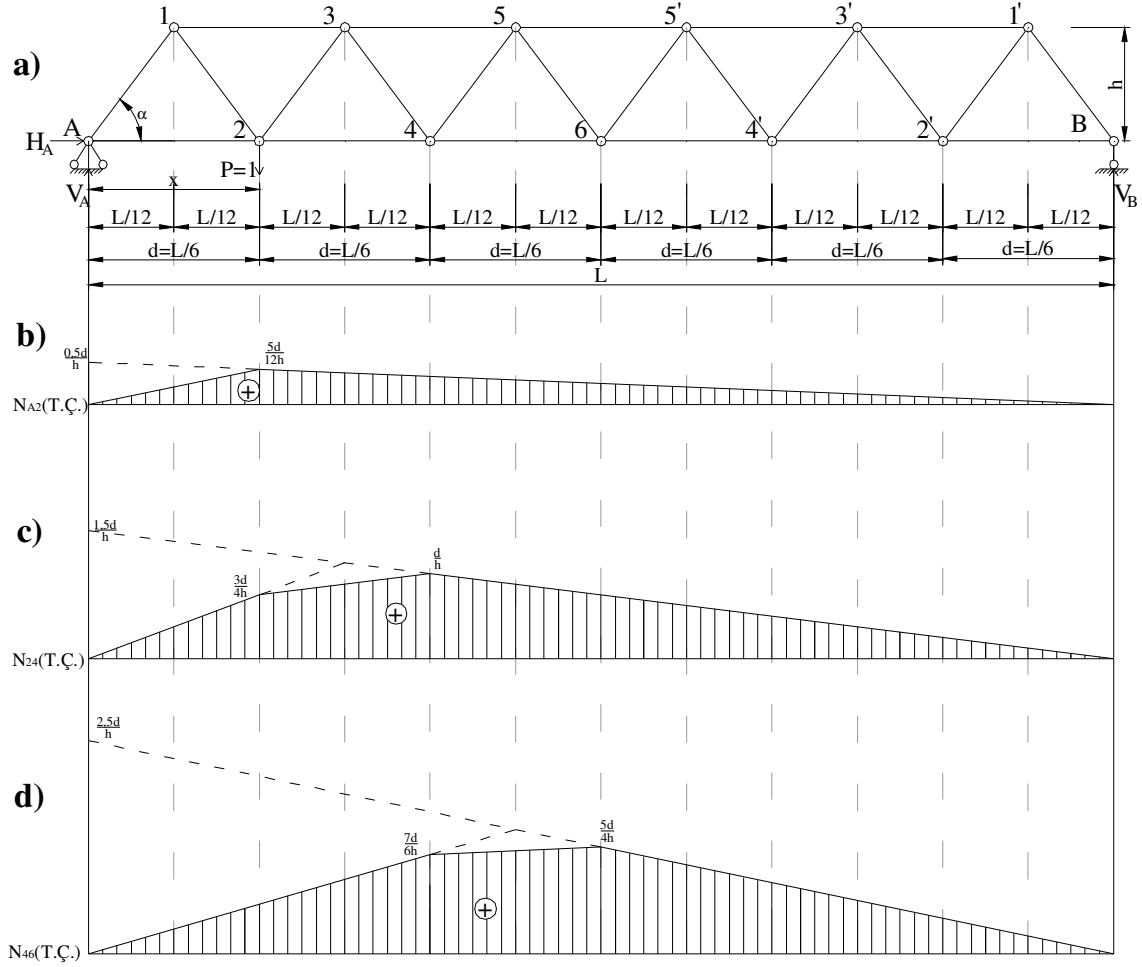 1 3 5 5' 3' 1'
a)
h
α
A 2 4 6 4' 2' B
H_A
P=1
V_A x V_B
L/12 L/12 L/12 L/12 L/12 L/12 L/12 L/12 L/12 L/12 L/12 L/12
d=L/6 d=L/6 d=L/6 d=L/6 d=L/6 d=L/6
L
b)
0,5d/h
5d/12h
+
N_A2(T.Ç.)
c)
1,5d/h
d/h
3d/4h
+
N_24(T.Ç.)
2,5d/h
d)
5d/4h
7d/6h
+
N_46(T.Ç.)